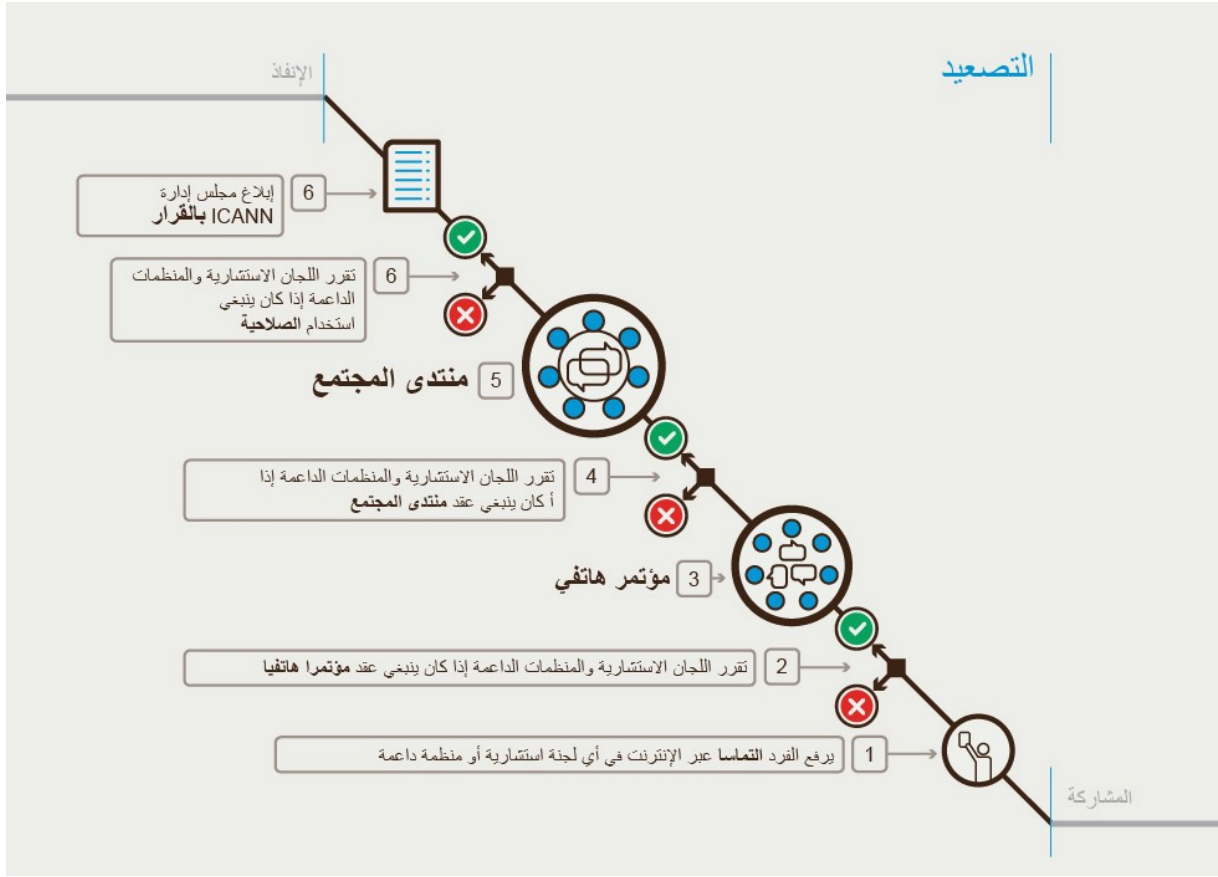 التصعيد
الإنفاذ
6
إبلاغ مجلس إدارة
ICANN بالقرار
6
تقرر اللجان الاستشارية والمنظمات
الداعمة إذا كان ينبغي
استخدام الصلاحية
5
منتدى المجتمع
4
تقرر اللجان الاستشارية والمنظمات الداعمة إذا
أ كان ينبغي عقد منتدى المجتمع
3
مؤتمر هاتفي
2
تقرر اللجان الاستشارية والمنظمات الداعمة إذا كان ينبغي عقد مؤتمرا هاتفيا
1
يرفع الفرد التماسا عبر الإنترنت في أي لجنة استشارية أو منظمة داعمة
المشاركة